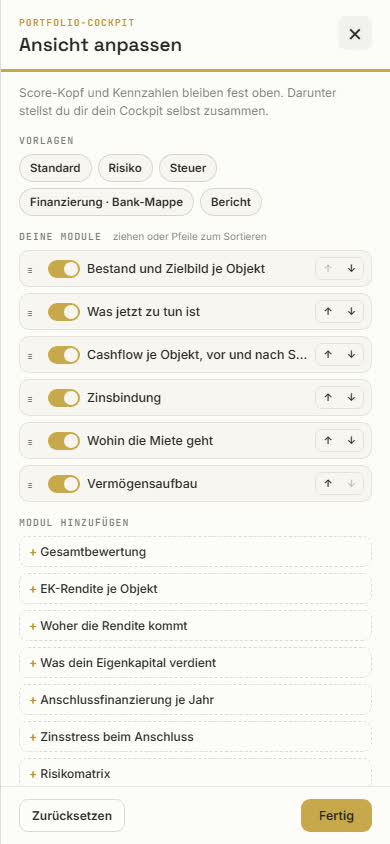 PORTFOLIO-COCKPIT
Ansicht anpassen
Score-Kopf und Kennzahlen bleiben fest oben. Darunter
stellst du dir dein Cockpit selbst zusammen.
VORLAGEN
Standard
Risiko
Steuer
Finanzierung · Bank-Mappe
Bericht
DEINE MODULE ziehen oder Pfeile zum Sortieren
Bestand und Zielbild je Objekt
Was jetzt zu tun ist
Cashflow je Objekt, vor und nach S...
Zinsbindung
Wohin die Miete geht
Vermögensaufbau
MODUL HINZUFÜGEN
+ Gesamtbewertung
+ EK-Rendite je Objekt
+ Woher die Rendite kommt
+ Was dein Eigenkapital verdient
+ Anschlussfinanzierung je Jahr
+ Zinsstress beim Anschluss
+ Risikomatrix
Zurücksetzen
Fertig